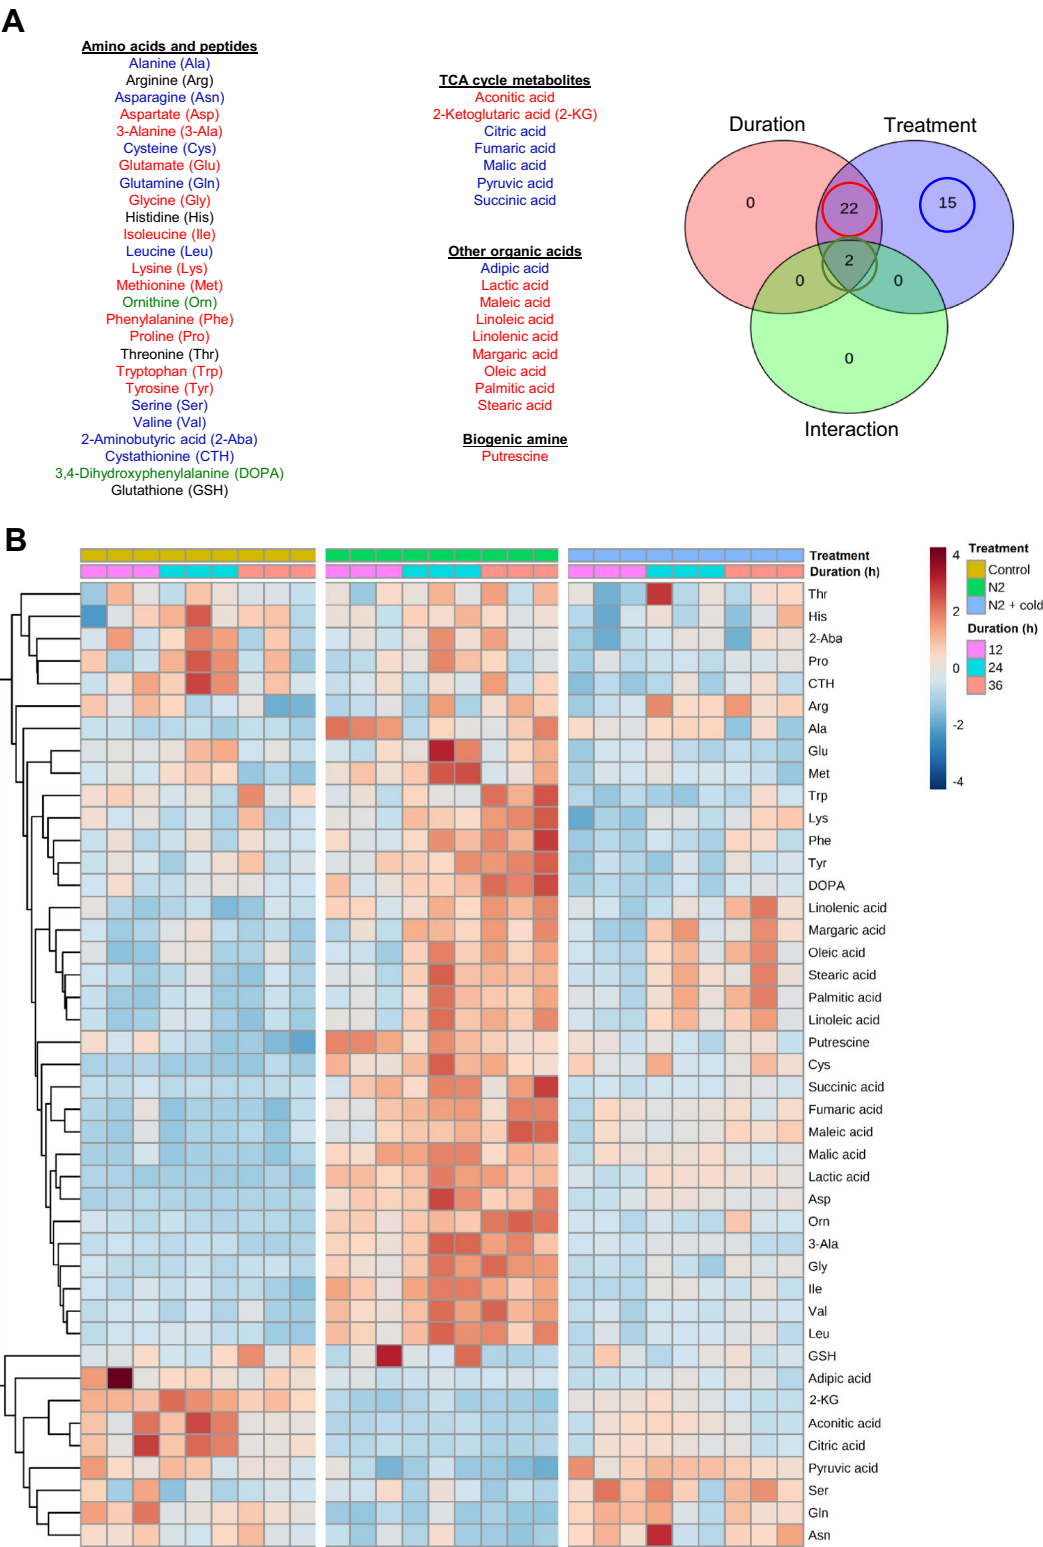 A
Amino acids and peptides
Alanine (Ala)
Arginine (Arg)
Asparagine (Asn)
Aspartate (Asp)
3-Alanine (3-Ala)
Cysteine (Cys)
Glutamate (Glu)
Glutamine (Gln)
Glycine (Gly)
Histidine (His)
Isoleucine (Ile)
Leucine (Leu)
Lysine (Lys)
Methionine (Met)
Ornithine (Orn)
Phenylalanine (Phe)
Proline (Pro)
Threonine (Thr)
Tryptophan (Trp)
Tyrosine (Tyr)
Serine (Ser)
Valine (Val)
2-Aminobutyric acid (2-Aba)
Cystathionine (CTH)
3,4-Dihydroxyphenylalanine (DOPA)
Glutathione (GSH)
TCA cycle metabolites
Aconitic acid
2-Ketoglutaric acid (2-KG)
Citric acid
Fumaric acid
Malic acid
Pyruvic acid
Succinic acid
Other organic acids
Adipic acid
Lactic acid
Maleic acid
Linoleic acid
Linolenic acid
Margaric acid
Oleic acid
Palmitic acid
Stearic acid
Biogenic amine
Putrescine
Duration
Treatment
0
22
15
2
0
0
0
Interaction
B
Treatment
Duration (h)
Thr
His
2-Aba
Pro
CTH
Arg
Ala
Glu
Met
Trp
Lys
Phe
Tyr
DOPA
Linolenic acid
Margaric acid
Oleic acid
Stearic acid
Palmitic acid
Linoleic acid
Putrescine
Cys
Succinic acid
Fumaric acid
Maleic acid
Malic acid
Lactic acid
Asp
Orn
3-Ala
Gly
Ile
Val
Leu
GSH
Adipic acid
2-KG
Aconitic acid
Citric acid
Pyruvic acid
Ser
Gln
Asn
4
2
0
-2
-4
Treatment
Control
N2
N2 + cold
Duration (h)
12
24
36